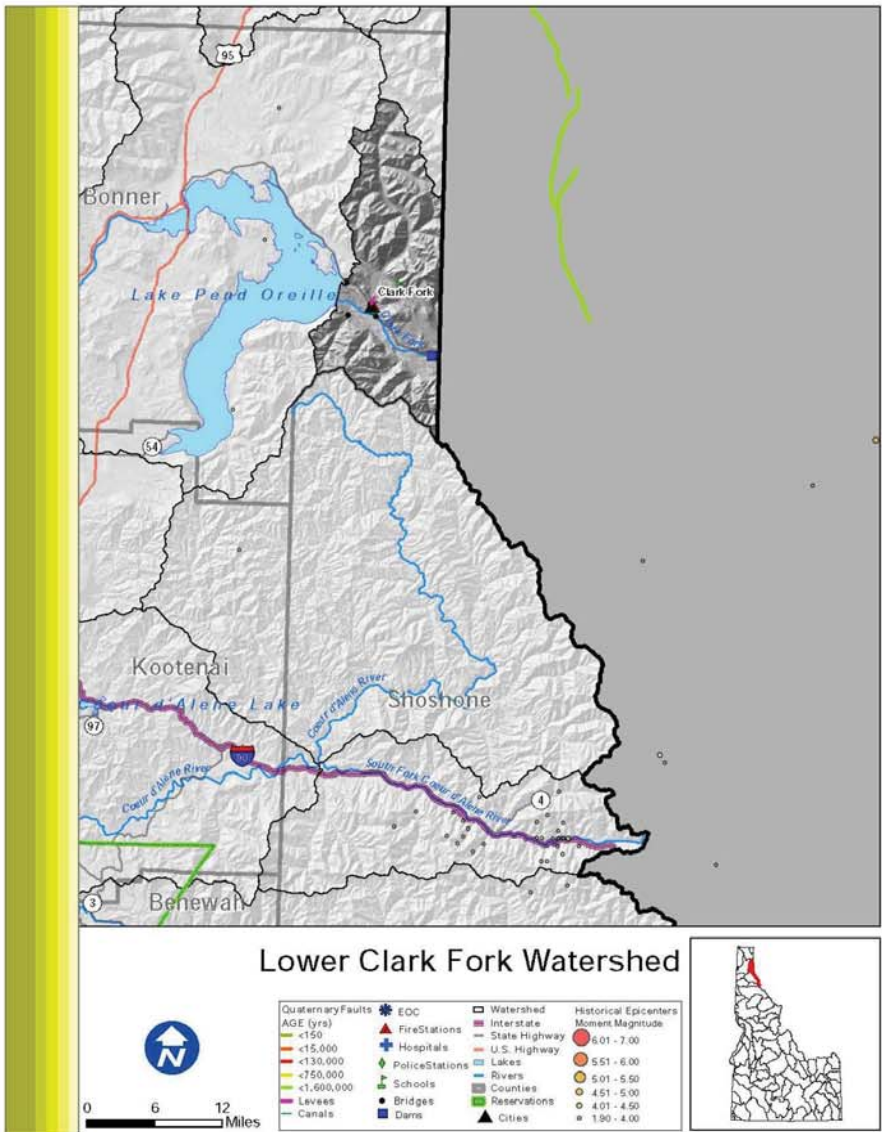 95
Bonner
Clark Fork
Lake Pend Oreille
54
Kootenai
Coeur d'Alene Lake
Shoshone
97
Coeur d'Alene River
90
Coeur d'Alene River
South Fork Coeur d'Alene River
4
3
Benewah
Lower Clark Fork Watershed
N
0 6 12
Miles
Quaternary Faults
AGE (yrs)
<150
<15,000
<130,000
<750,000
<1,600,000
Levees
Canals
EOC
FireStations
Hospitals
PoliceStations
Schools
Bridges
Dams
Watershed
Interstate
State Highway
U.S. Highway
Lakes
Rivers
Counties
Reservations
Cities
Historical Epicenters
Moment Magnitude
6.01 - 7.00
5.51 - 6.00
5.01 - 5.50
4.51 - 5.00
4.01 - 4.50
1.90 - 4.00